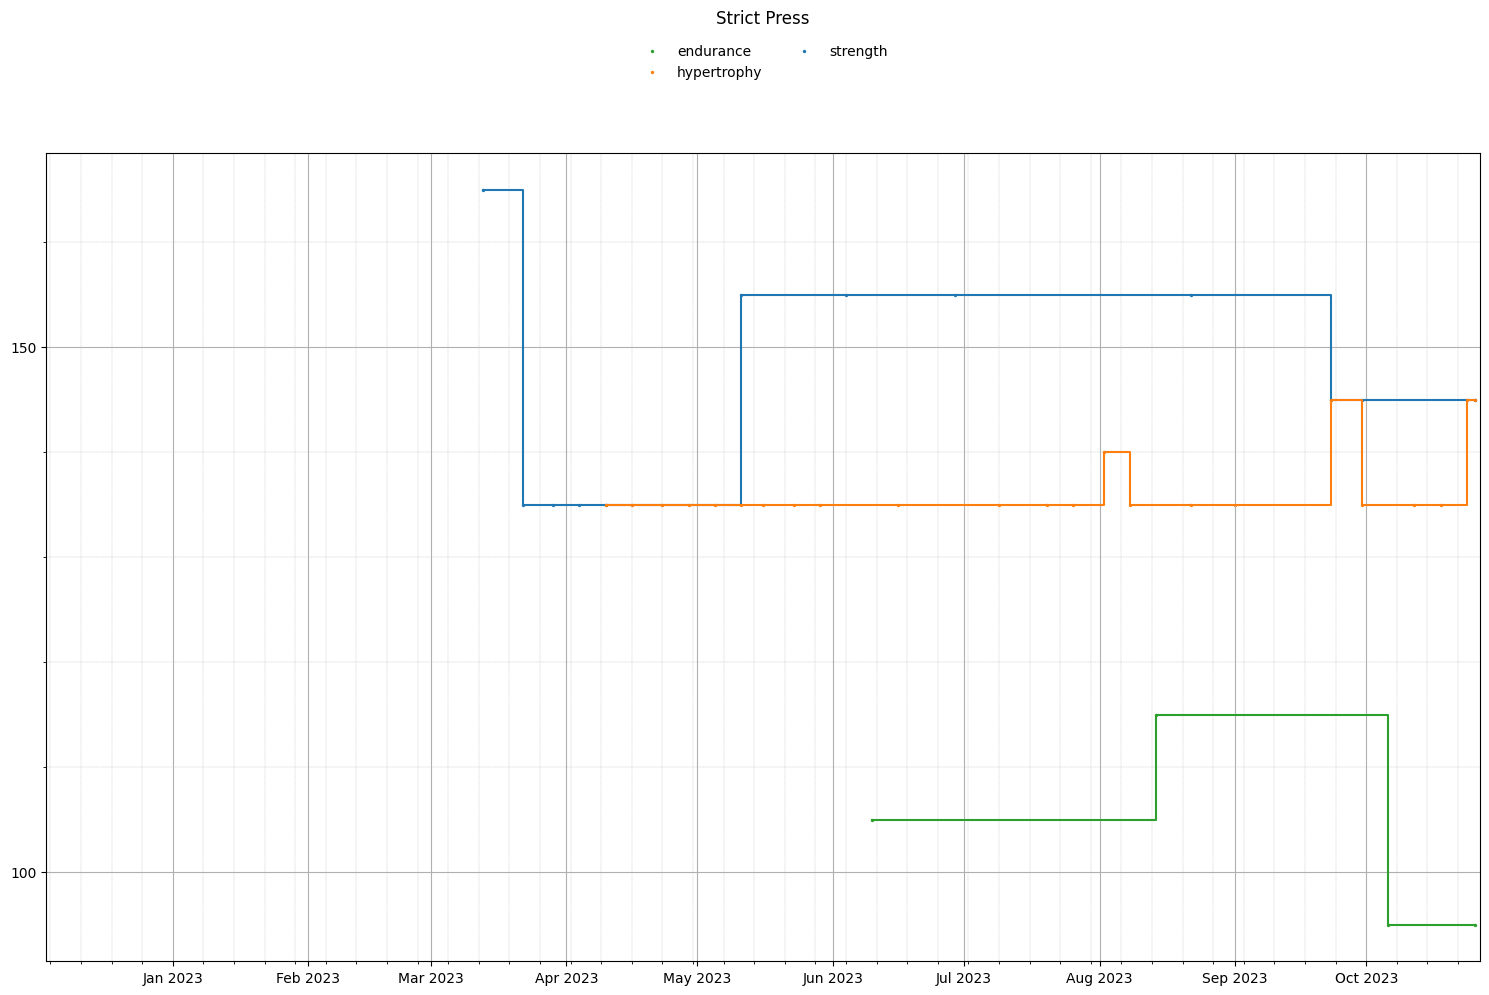 Strict Press
endurance
hypertrophy
strength
150
100
Jan 2023
Feb 2023
Mar 2023
Apr 2023
May 2023
Jun 2023
Jul 2023
Aug 2023
Sep 2023
Oct 2023